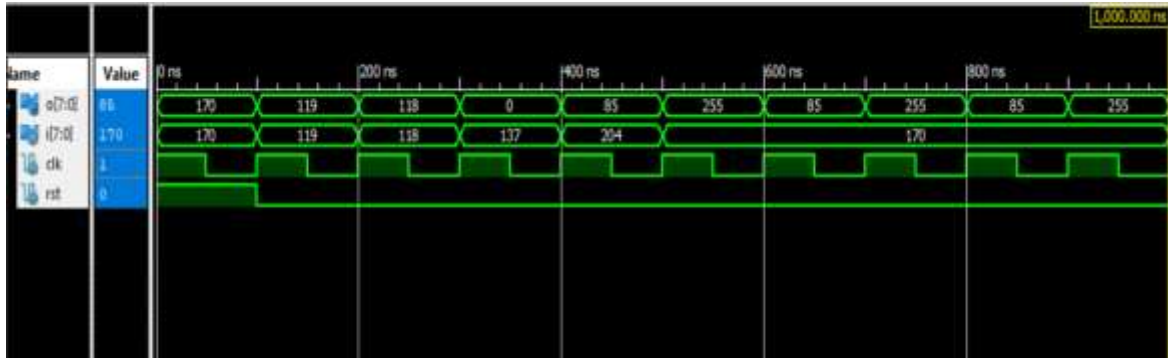 1,000.000 ns
Name Value 0 ns 200 ns 400 ns 600 ns 800 ns
o[7:0] 170 119 118 0 85 255 85 255 85 255
i[7:0] 170 170 119 118 137 204 170
clk 1
rst 0